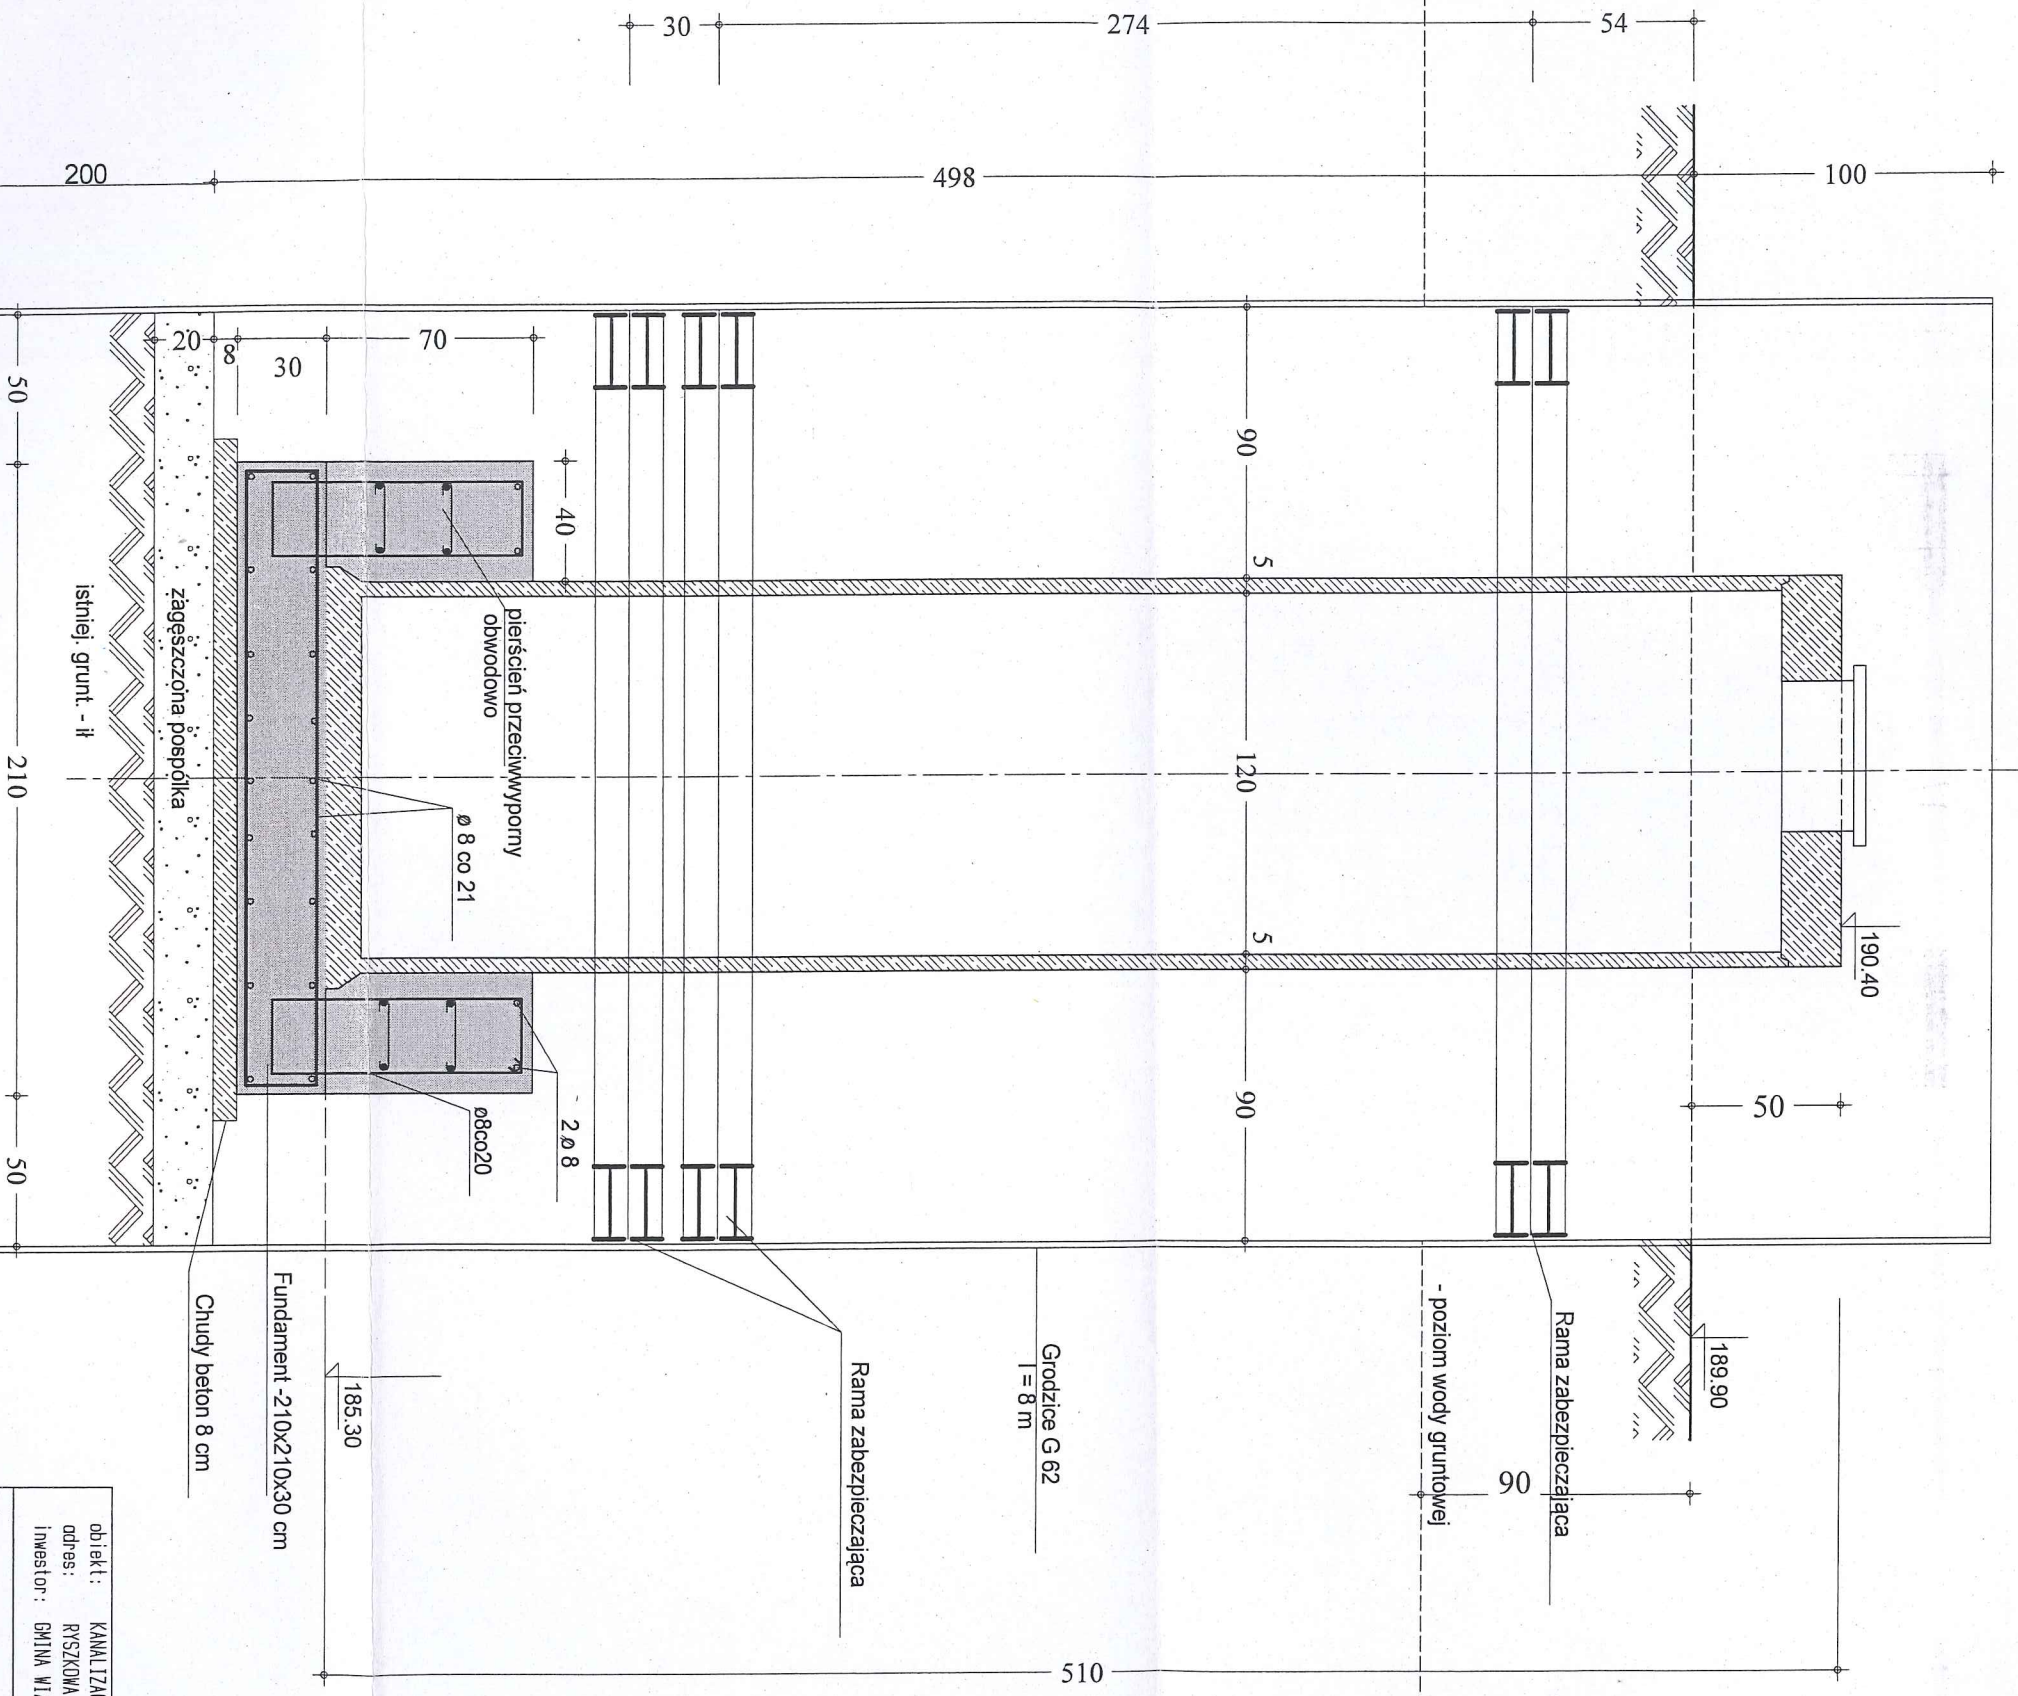 30
274
54
200
498
100
20
8
30
70
40
90
5
120
5
90
50
210
50
50
90
510
190.40
189.90
185.30
pierścień przeciwyporny
obwodowo
ø 8 co 21
2 ø 8
ø8co20
zagęszczona pospółka
istniej. grunt. - ił
Rama zabezpieczająca
- poziom wody gruntowej
Grodzice G 62
l = 8 m
Rama zabezpieczająca
Fundament -210x210x30 cm
Chudy beton 8 cm
obiekt:
adres:
inwestor: GMINA